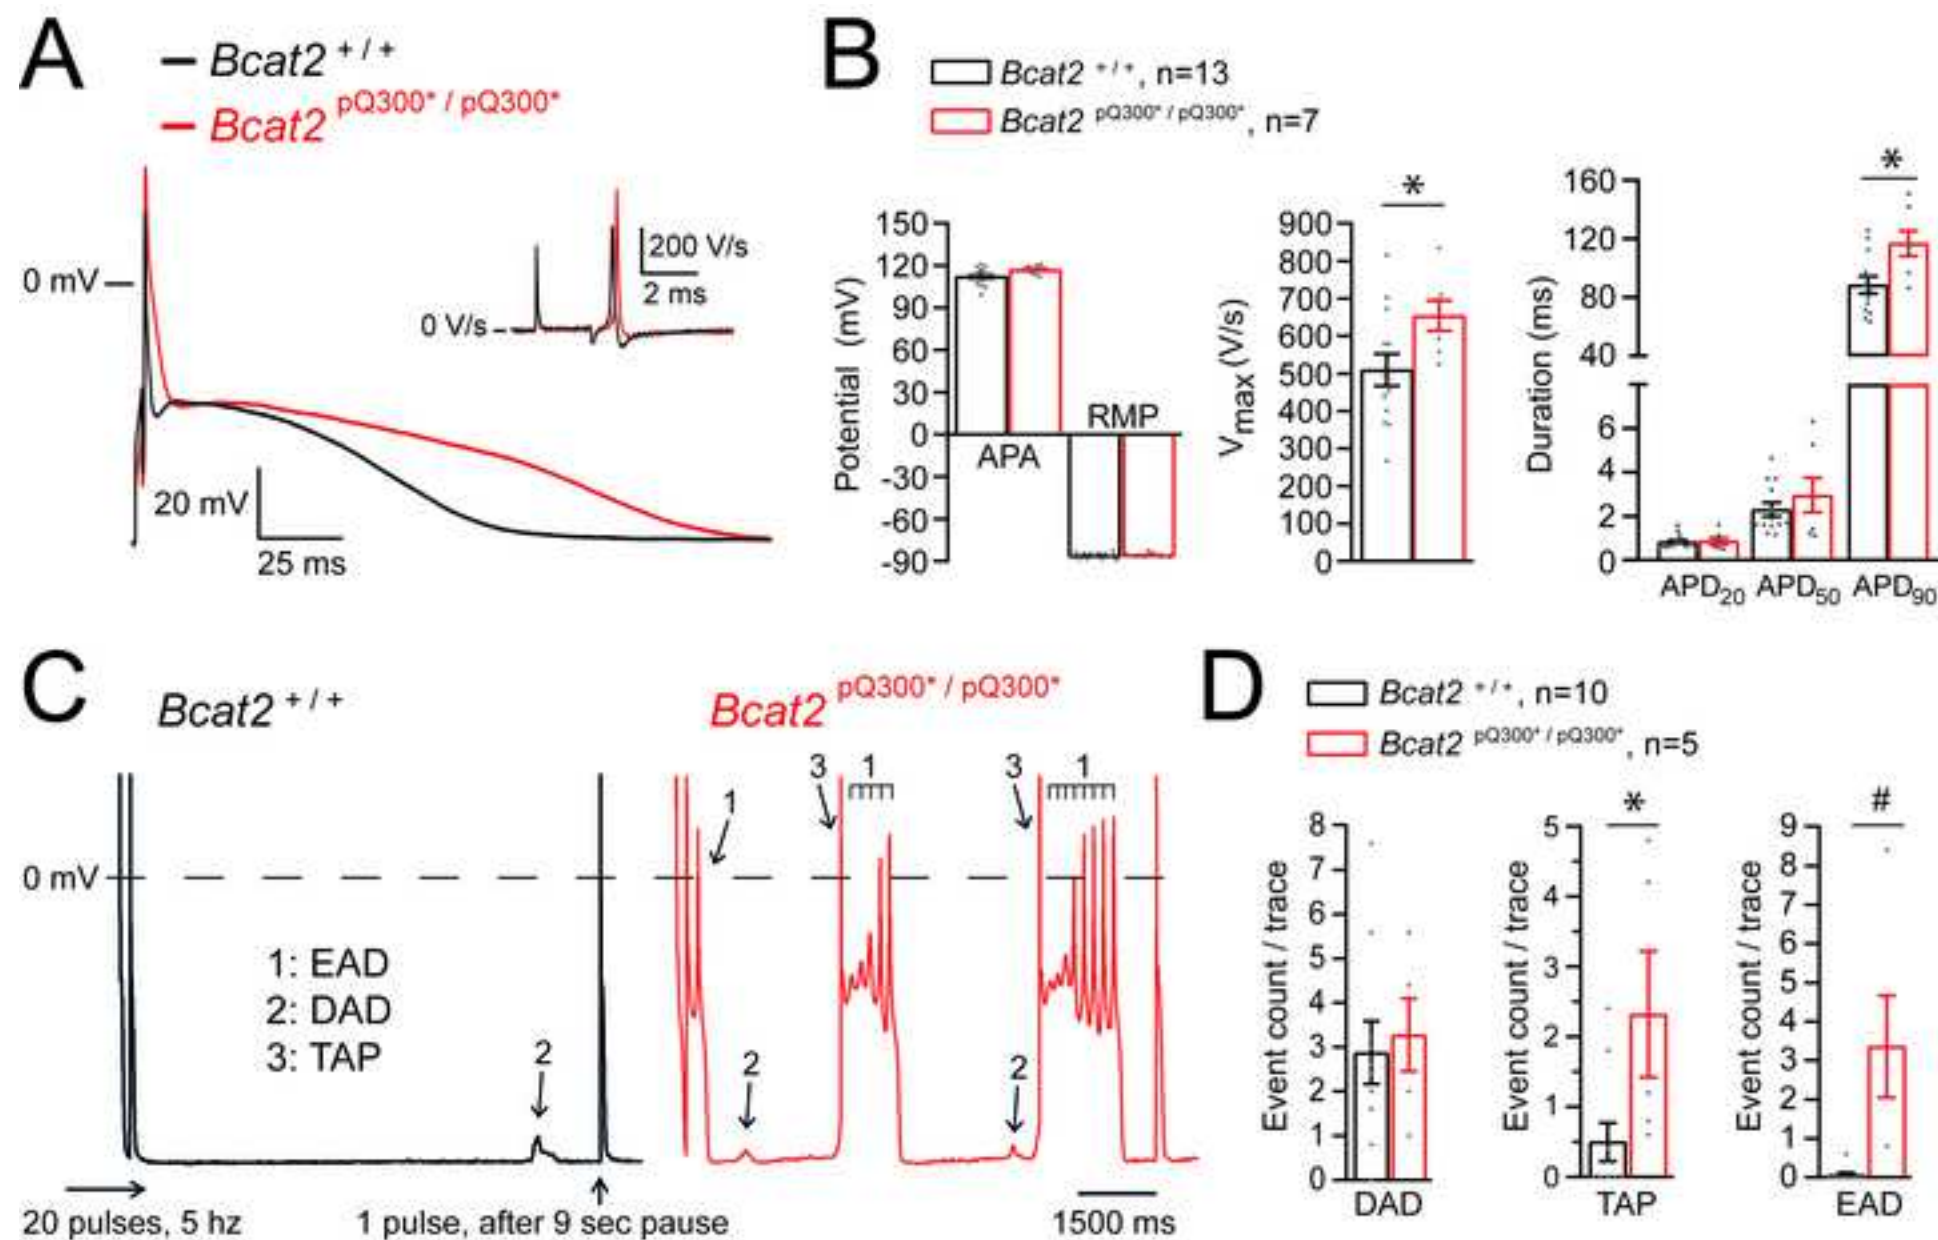 A
Bcat2 +/+
Bcat2 pQ300* / pQ300*
0 mV
200 V/s
2 ms
0 V/s
20 mV
25 ms
B
Bcat2 +/+, n=13
Bcat2 pQ300* / pQ300*, n=7
Potential (mV)
150
120
90
60
30
0
-30
-60
-90
APA
RMP
Vmax (V/s)
900
800
700
600
500
400
300
200
100
0
*
Duration (ms)
160
120
80
40
6
4
2
0
*
APD20 APD50 APD90
C
Bcat2 +/+
Bcat2 pQ300* / pQ300*
0 mV
1: EAD
2: DAD
3: TAP
2
1
2
3
1
2
3
1
20 pulses, 5 hz
1 pulse, after 9 sec pause
1500 ms
D
Bcat2 +/+, n=10
Bcat2 pQ300* / pQ300*, n=5
Event count / trace
8
7
6
5
4
3
2
1
0
DAD
Event count / trace
5
4
3
2
1
0
*
TAP
Event count / trace
9
8
7
6
5
4
3
2
1
0
#
EAD